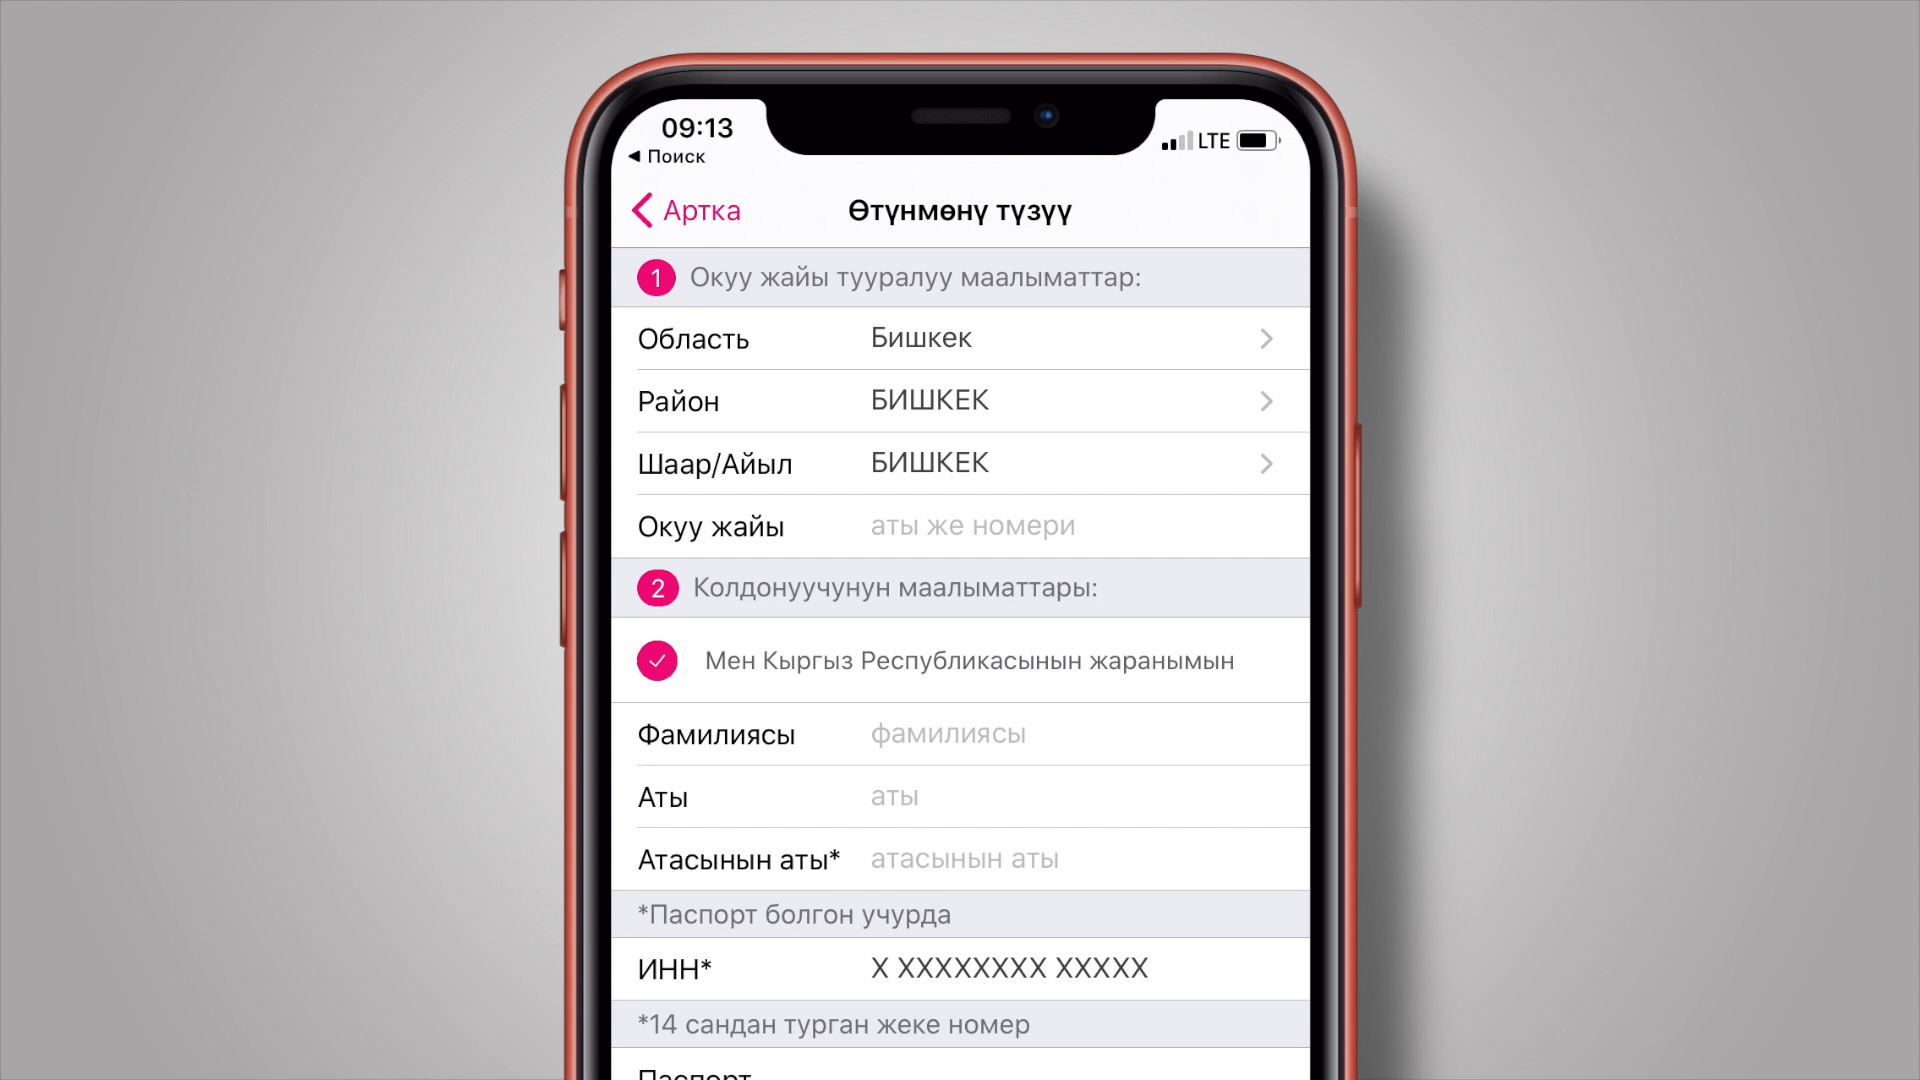 09:13
◀ Поиск
LTE
Артка
Өтүнмөнү түзүү
1 Окуу жайы тууралуу маалыматтар:
Область Бишкек
Район БИШКЕК
Шаар/Айыл БИШКЕК
Окуу жайы аты же номери
2 Колдонуучунун маалыматтары:
Мен Кыргыз Республикасынын жаранымын
Фамилиясы фамилиясы
Аты аты
Атасынын аты* атасынын аты
*Паспорт болгон учурда
ИНН* X XXXXXXXX XXXXX
*14 сандан турган жеке номер
Паспорт